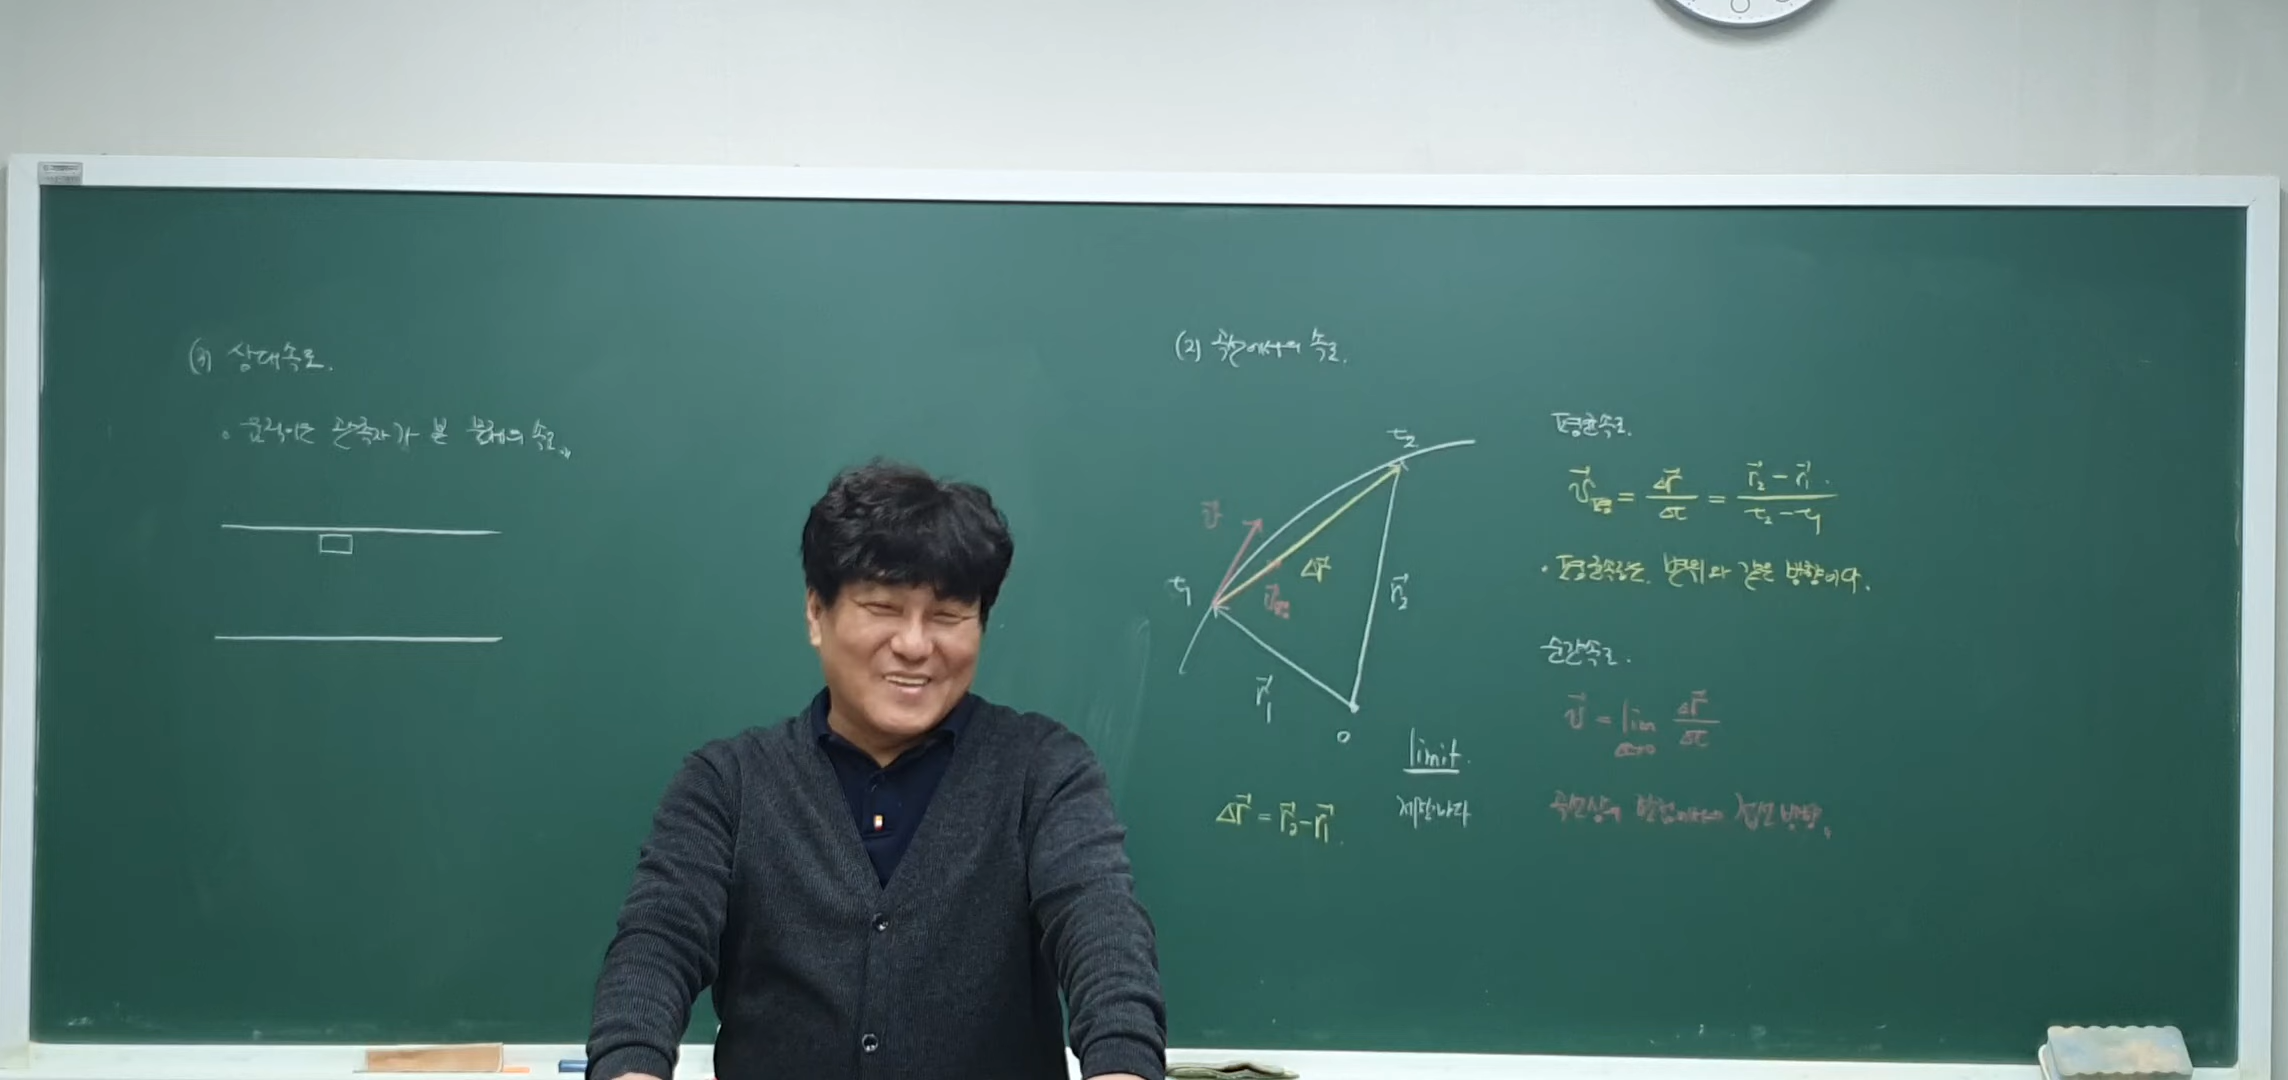 (3) 상대속도.
• 움직이는 관측자가 본 물체의 속도.
(2) 곡선에서의 속도.
t₂
v⃗
t₁
Δr⃗
v⃗평
r⃗₂
r⃗₁
O
limit.
Δr⃗ = r⃗₂ - r⃗₁.
평균속도.
v⃗평 = Δr⃗/Δt = (r⃗₂ - r⃗₁)/(t₂ - t₁)
• 평균속도는 변위와 같은 방향이다.
순간속도.
v⃗ = lim Δt→0 Δr⃗/Δt
곡선상의 한점에서의 접선방향.